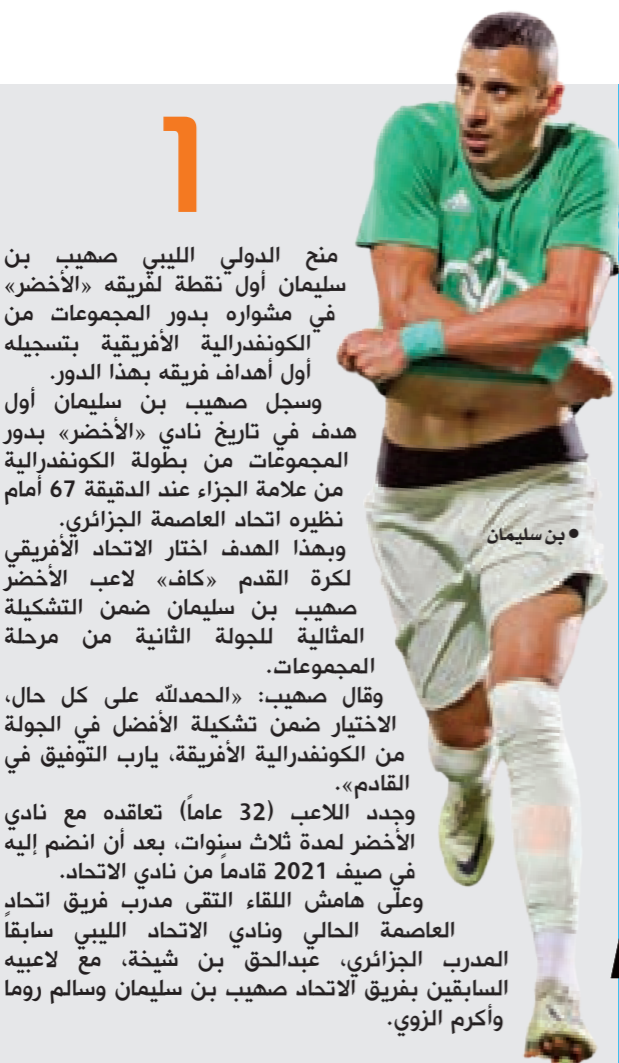 1
منح الدولي الليبي صهيب بن
سليمان أول نقطة لفريقه «الأخضر»
في مشواره بدور المجموعات من
الكونفدرالية الأفريقية بتسجيله
أول أهداف فريقه بهذا الدور.
وسجل صهيب بن سليمان أول
هدف في تاريخ نادي «الأخضر» بدور
المجموعات من بطولة الكونفدرالية
من علامة الجزاء عند الدقيقة 67 أمام
نظيره اتحاد العاصمة الجزائري.
وبهذا الهدف اختار الاتحاد الأفريقي
لكرة القدم «كاف» لاعب الأخضر
صهيب بن سليمان ضمن التشكيلة
المثالية للجولة الثانية من مرحلة
المجموعات.
وقال صهيب: «الحمدلله على كل حال،
الاختيار ضمن تشكيلة الأفضل في الجولة
من الكونفدرالية الأفريقة، يارب التوفيق في
القادم».
وجدد اللاعب (32 عاماً) تعاقده مع نادي
الأخضر لمدة ثلاث سنوات، بعد أن انضم إليه
في صيف 2021 قادماً من نادي الاتحاد.
وعلى هامش اللقاء التقى مدرب فريق اتحاد
العاصمة الحالي ونادي الاتحاد الليبي سابقاً
المدرب الجزائري، عبدالحق بن شيخة، مع لاعبيه
السابقين بفريق الاتحاد صهيب بن سليمان وسالم روما
وأكرم الزوي.
• بن سليمان